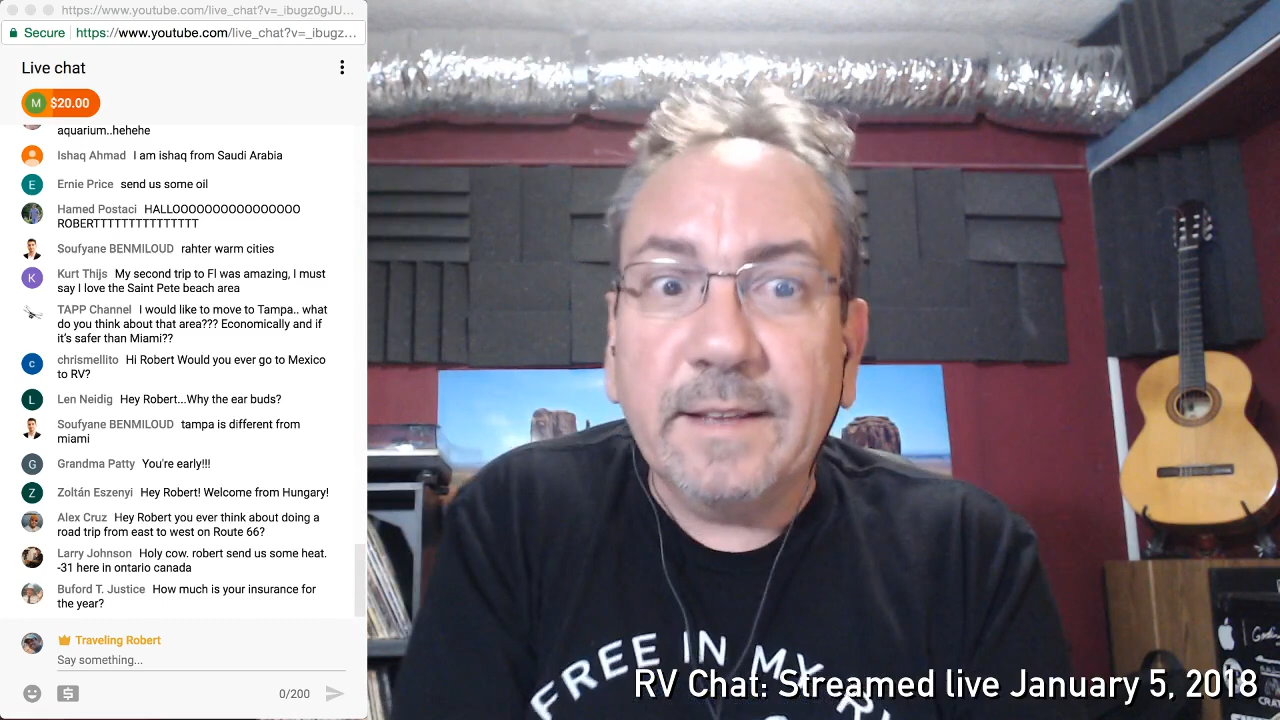 https://www.youtube.com/live_chat?v=_ibugz0gJU...
Secure https://www.youtube.com/live_chat?v=_ibugz...
Live chat
M $20.00
aquarium..hehehe
Ishaq Ahmad I am ishaq from Saudi Arabia
E Ernie Price send us some oil
Hamed Postaci HALLOOOOOOOOOOOOOOOO
ROBERTTTTTTTTTTTTTTT
Soufyane BENMILOUD rahter warm cities
K Kurt Thijs My second trip to Fl was amazing, I must
say I love the Saint Pete beach area
TAPP Channel I would like to move to Tampa.. what
do you think about that area??? Economically and if
it's safer than Miami??
c chrismellito Hi Robert Would you ever go to Mexico
to RV?
L Len Neidig Hey Robert...Why the ear buds?
Soufyane BENMILOUD tampa is different from
miami
G Grandma Patty You're early!!!
Z Zoltán Eszenyi Hey Robert! Welcome from Hungary!
Alex Cruz Hey Robert you ever think about doing a
road trip from east to west on Route 66?
Larry Johnson Holy cow. robert send us some heat.
-31 here in ontario canada
Buford T. Justice How much is your insurance for
the year?
Traveling Robert
Say something...
0/200
FREE IN MY
RV Chat: Streamed live January 5, 2018